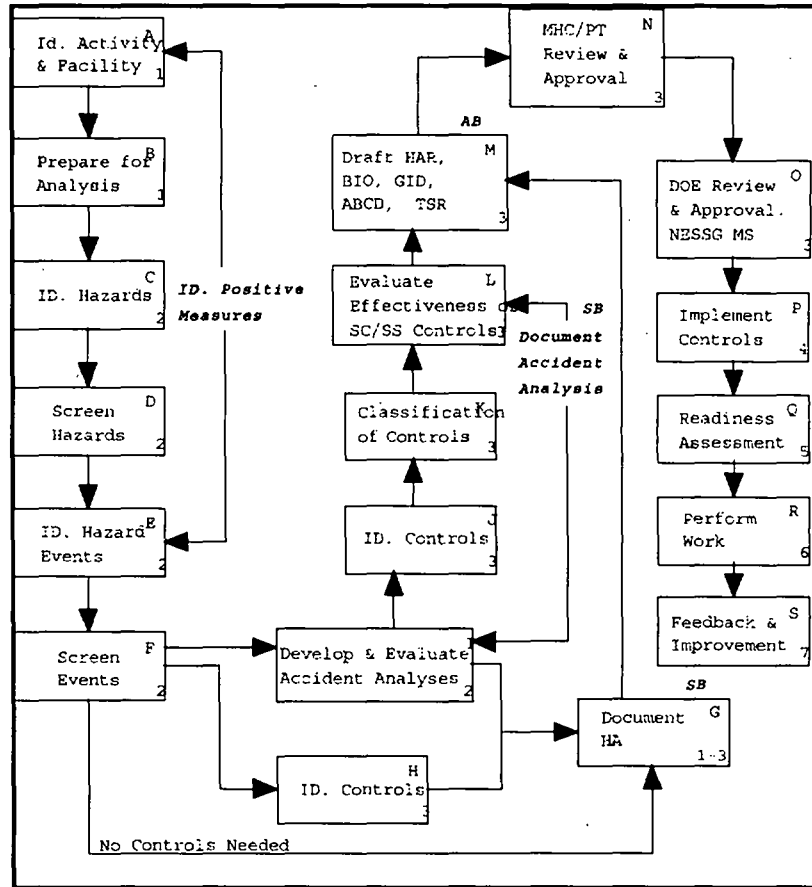 A
Id. Activity
& Facility
1
B
Prepare for
Analysis
1
C
ID. Hazards
2
D
Screen
Hazards
2
E
ID. Hazard
Events
2
F
Screen
Events
2
ID. Positive
Measures
No Controls Needed
H
ID. Controls
3
I
Develop & Evaluate
Accident Analyses
2
J
ID. Controls
3
K
Classification
of Controls
3
L
Evaluate
Effectiveness of
SC/SS Controls
3
SB
Document
Accident
Analysis
AB
M
Draft HAR,
BIO, GID,
ABCD, TSR
3
N
MHC/PT
Review &
Approval
3
O
DOE Review
& Approval.
NESSG MS
3
P
Implement
Controls
4
Q
Readiness
Assessment
5
R
Perform
Work
6
S
Feedback &
Improvement
7
SB
G
Document
HA
1-3